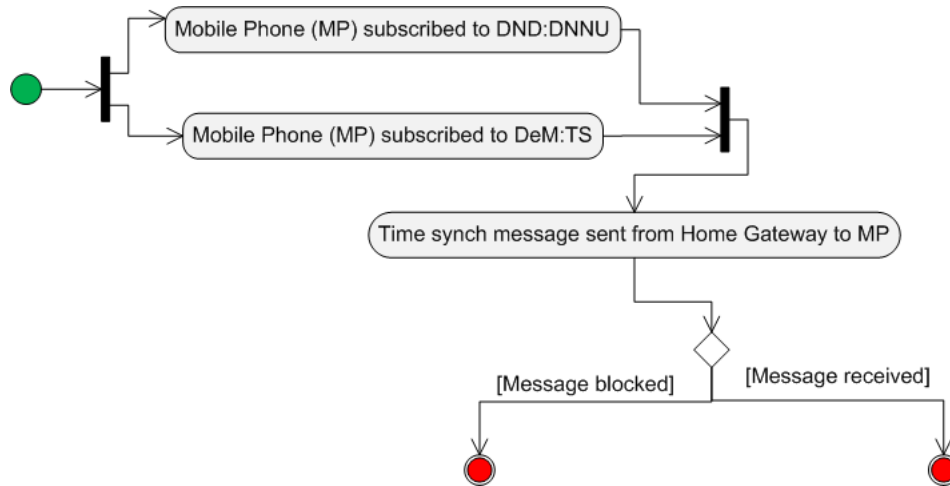 Mobile Phone (MP) subscribed to DND:DNNU
Mobile Phone (MP) subscribed to DeM:TS
Time synch message sent from Home Gateway to MP
[Message blocked]
[Message received]